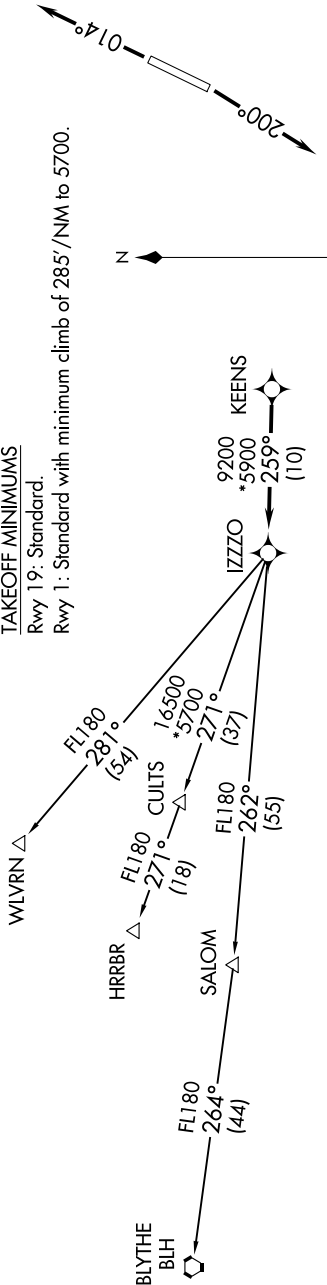 TAKEOFF MINIMUMS
Rwy 19: Standard.
Rwy 1: Standard with minimum climb of 285'/NM to 5700.
014°
200°
N
KEENS
9200
*5900
259°
(10)
IZZZO
FL180
281°
(54)
WLVRN
16500
*5700
271°
(37)
CULTS
FL180
271°
(18)
HRRBR
FL180
262°
(55)
SALOM
FL180
264°
(44)
BLYTHE
BLH